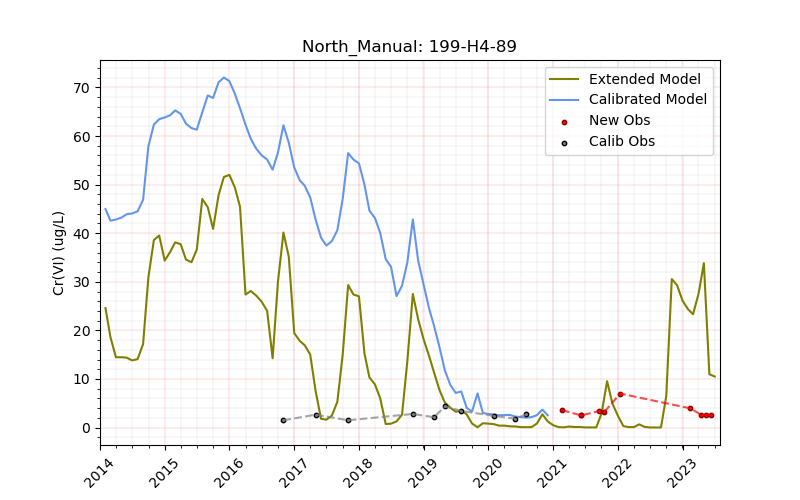 North_Manual: 199-H4-89
Extended Model
Calibrated Model
New Obs
Calib Obs
Cr(VI) (ug/L)
70
60
50
40
30
20
10
0
2014 2015 2016 2017 2018 2019 2020 2021 2022 2023